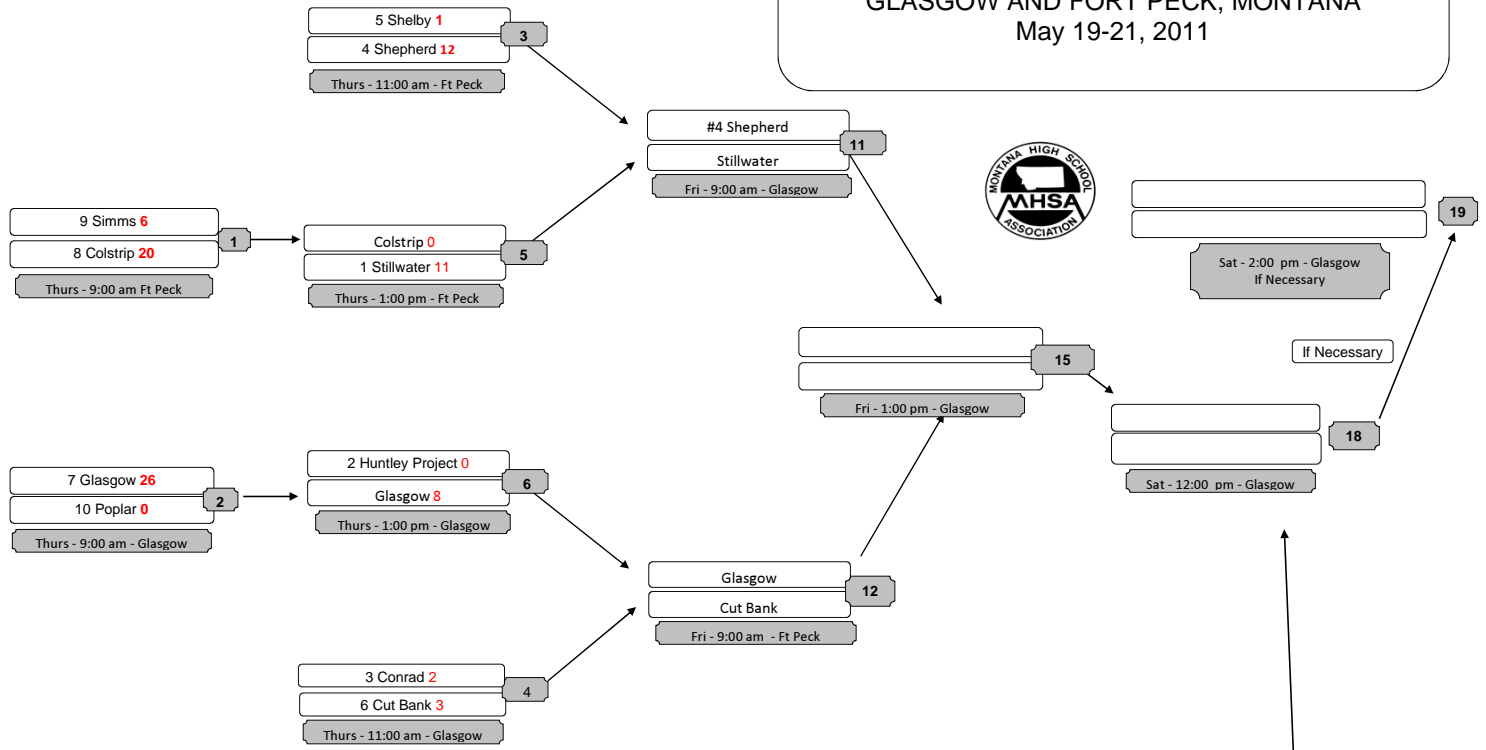 GLASGOW AND FORT PECK, MONTANA
May 19-21, 2011
5 Shelby 1
4 Shepherd 12
3
Thurs - 11:00 am - Ft Peck
#4 Shepherd
Stillwater
11
Fri - 9:00 am - Glasgow
MONTANA HIGH SCHOOL
MHSA
ASSOCIATION
19
Sat - 2:00 pm - Glasgow
If Necessary
9 Simms 6
8 Colstrip 20
1
Thurs - 9:00 am Ft Peck
Colstrip 0
1 Stillwater 11
5
Thurs - 1:00 pm - Ft Peck
If Necessary
15
Fri - 1:00 pm - Glasgow
18
Sat - 12:00 pm - Glasgow
7 Glasgow 26
10 Poplar 0
2
Thurs - 9:00 am - Glasgow
2 Huntley Project 0
Glasgow 8
6
Thurs - 1:00 pm - Glasgow
Glasgow
Cut Bank
12
Fri - 9:00 am - Ft Peck
3 Conrad 2
6 Cut Bank 3
4
Thurs - 11:00 am - Glasgow